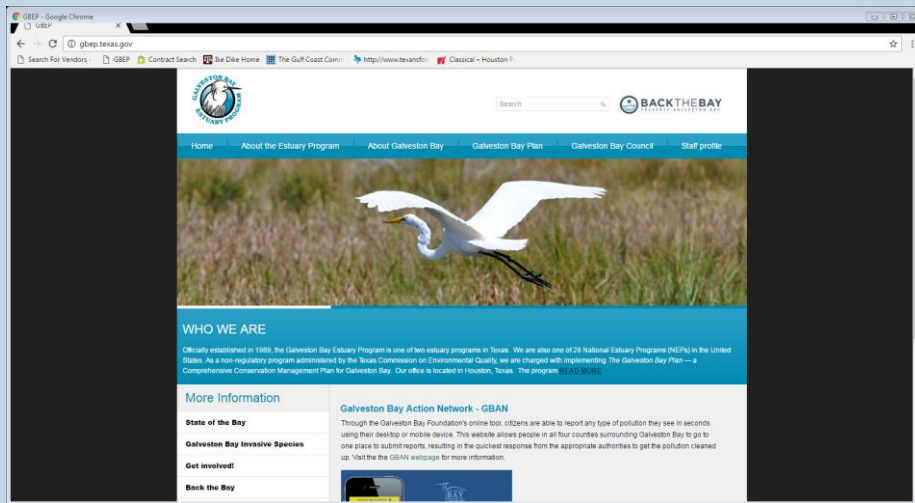 GBEP - Google Chrome
GBEP
gbep.texas.gov
Search For Vendors - GBEP Contract Search Ike Dike Home The Gulf Coast Comm http://www.texansfor Classical – Houston P
GALVESTON BAY
ESTUARY PROGRAM
Search
BACKTHEBAY
PRESERVE GALVESTON BAY
Home About the Estuary Program About Galveston Bay Galveston Bay Plan Galveston Bay Council Staff profile
WHO WE ARE
Officially established in 1989, the Galveston Bay Estuary Program is one of two estuary programs in Texas. We are also one of 28 National Estuary Programs (NEPs) in the United
States. As a non-regulatory program administered by the Texas Commission on Environmental Quality, we are charged with implementing The Galveston Bay Plan — a
Comprehensive Conservation Management Plan for Galveston Bay. Our office is located in Houston, Texas. The program READ MORE
More Information
State of the Bay
Galveston Bay Invasive Species
Get involved!
Back the Bay
Galveston Bay Action Network - GBAN
Through the Galveston Bay Foundation's online tool, citizens are able to report any type of pollution they see in seconds
using their desktop or mobile device. This website allows people in all four counties surrounding Galveston Bay to go to
one place to submit reports, resulting in the quickest response from the appropriate authorities to get the pollution cleaned
up. Visit the the GBAN webpage for more information.
BAY